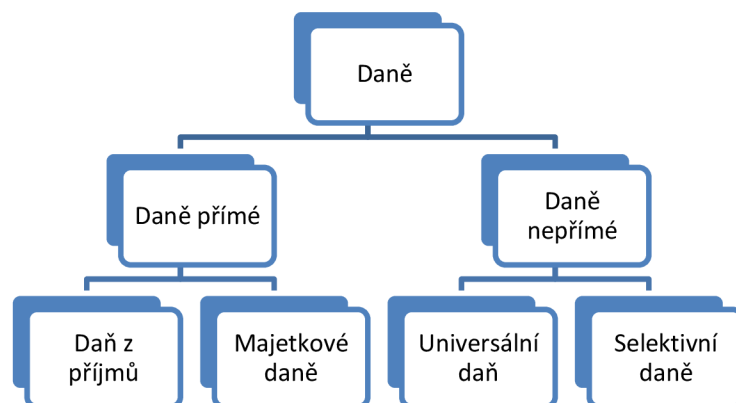 Daně
Daně přímé
Daně
nepřímé
Daň z
příjmů
Majetkové
daně
Universální
daň
Selektivní
daně